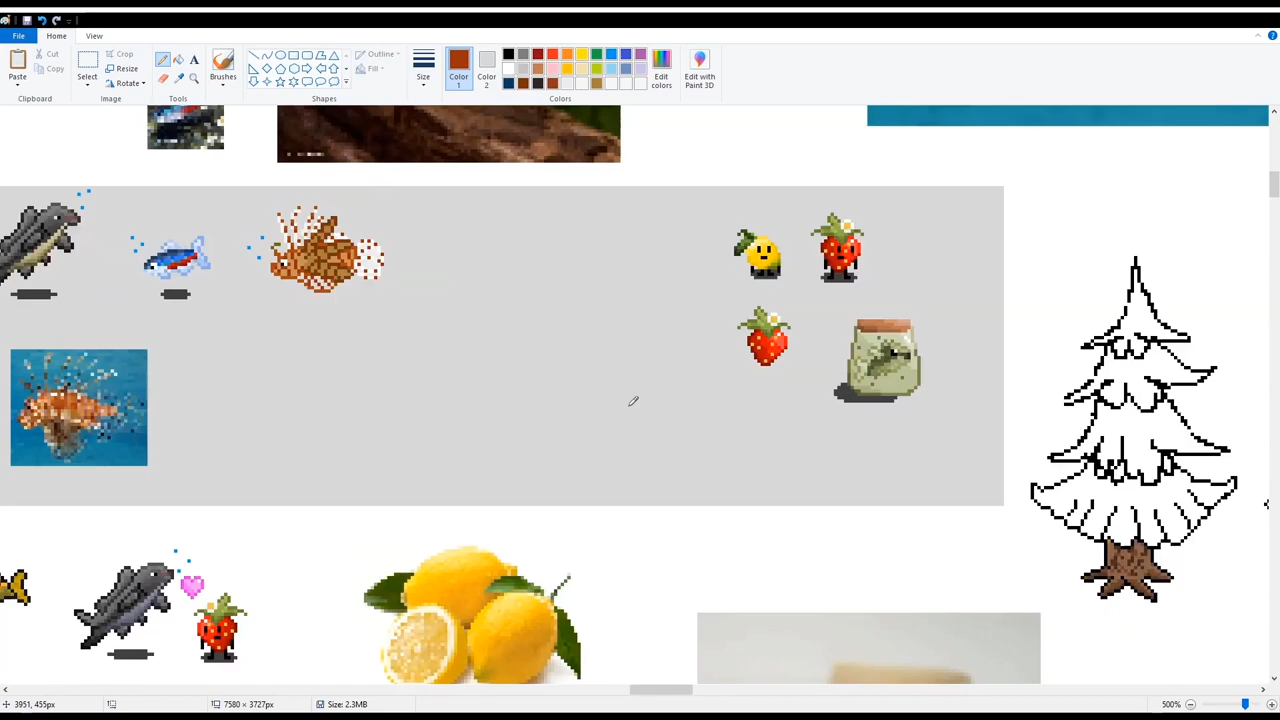 File Home View
Paste
Cut
Copy
Clipboard
Select
Crop
Resize
Rotate
Image
Tools
Brushes
Outline
Fill
Shapes
Size
Color 1
Color 2
Edit colors
Colors
Edit with Paint 3D
3951, 455px
7580 × 3727px
Size: 2.3MB
500%